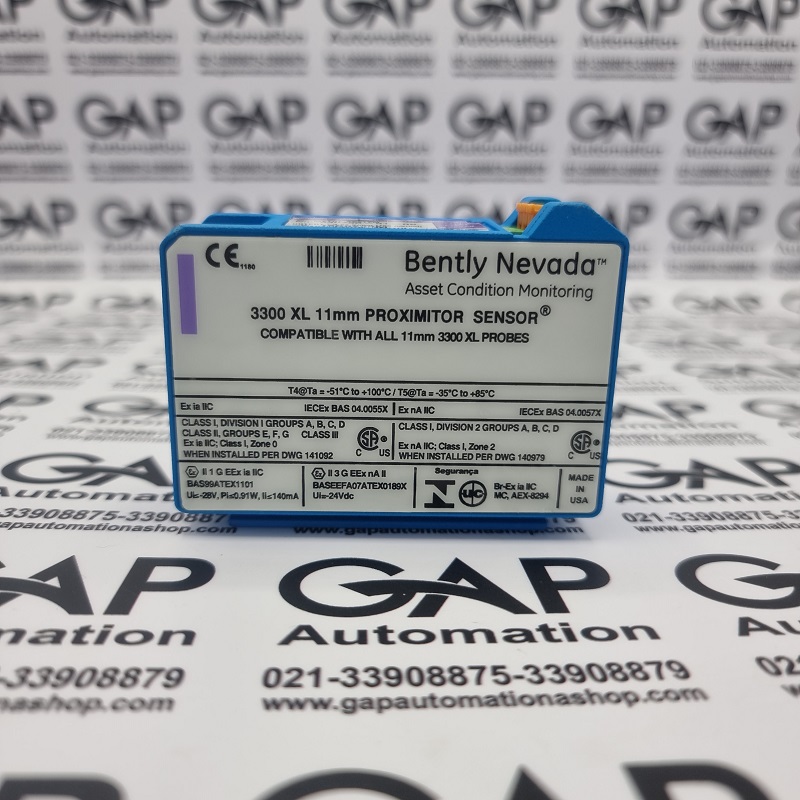 CE 1180
Bently Nevada™
Asset Condition Monitoring
3300 XL 11mm PROXIMITOR SENSOR®
COMPATIBLE WITH ALL 11mm 3300 XL PROBES
T4@Ta = -51°C to +100°C / T5@Ta = -35°C to +85°C
Ex ia IIC IECEx BAS 04.0055X
Ex nA IIC IECEx BAS 04.0057X
CLASS I, DIVISION I GROUPS A, B, C, D
CLASS II, GROUPS E, F, G CLASS III
Ex ia IIC; Class I, Zone 0
WHEN INSTALLED PER DWG 141092
C US
CLASS I, DIVISION 2 GROUPS A, B, C, D
Ex nA IIC; Class I, Zone 2
WHEN INSTALLED PER DWG 140979
C US
II 1 G EEx ia IIC
BAS99ATEX1101
Ui≤-28V, Pi≤0.91W, Ii≤140mA
II 3 G EEx nA II
BASEEFA07ATEX0189X
Ui=-24Vdc
Segurança
UC
Br-Ex ia IIC
MC, AEX-8294
MADE
IN
USA
GAP
Automation
021-33908875-33908879
www.gapautomationshop.com